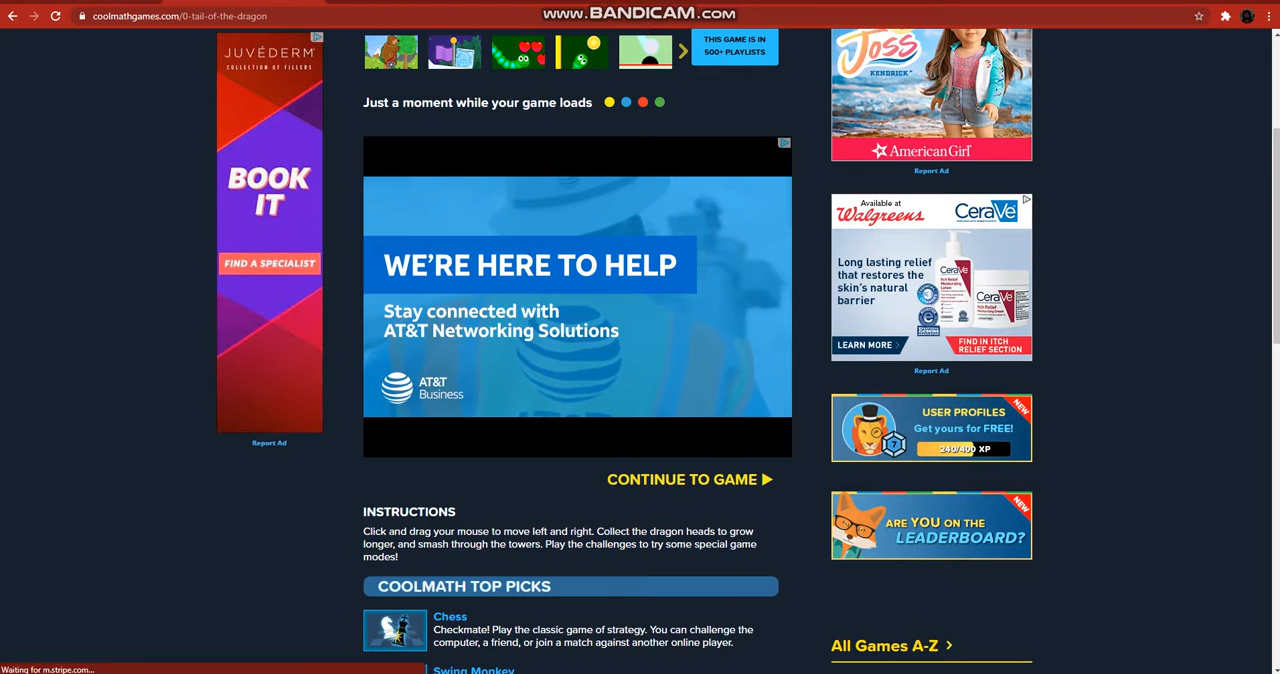 coolmathgames.com/0-tail-of-the-dragon
www.BANDICAM.com
JUVÉDERM
COLLECTION OF FILLERS
BOOK
IT
FIND A SPECIALIST
Report Ad
THIS GAME IS IN
500+ PLAYLISTS
Just a moment while your game loads
WE'RE HERE TO HELP
Stay connected with
AT&T Networking Solutions
AT&T
Business
CONTINUE TO GAME
INSTRUCTIONS
Click and drag your mouse to move left and right. Collect the dragon heads to grow
longer, and smash through the towers. Play the challenges to try some special game
modes!
COOLMATH TOP PICKS
Chess
Checkmate! Play the classic game of strategy. You can challenge the
computer, a friend, or join a match against another online player.
Swing Monkey
Joss
KENDRICK™
American Girl
Report Ad
Available at
Walgreens
CeraVe
Long lasting relief
that restores the
skin's natural
barrier
CeraVe
CeraVe
LEARN MORE
FIND IN ITCH
RELIEF SECTION
Report Ad
USER PROFILES
NEW
Get yours for FREE!
7
240/400 XP
NEW
ARE YOU ON THE
LEADERBOARD?
All Games A-Z
Waiting for m.stripe.com...